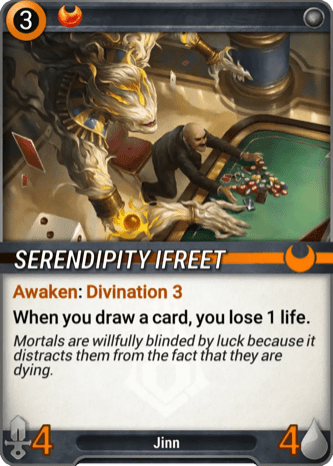 3
SERENDIPITY IFREET
Awaken: Divination 3
When you draw a card, you lose 1 life.
Mortals are willfully blinded by luck because it
distracts them from the fact that they are
dying.
4
Jinn
4